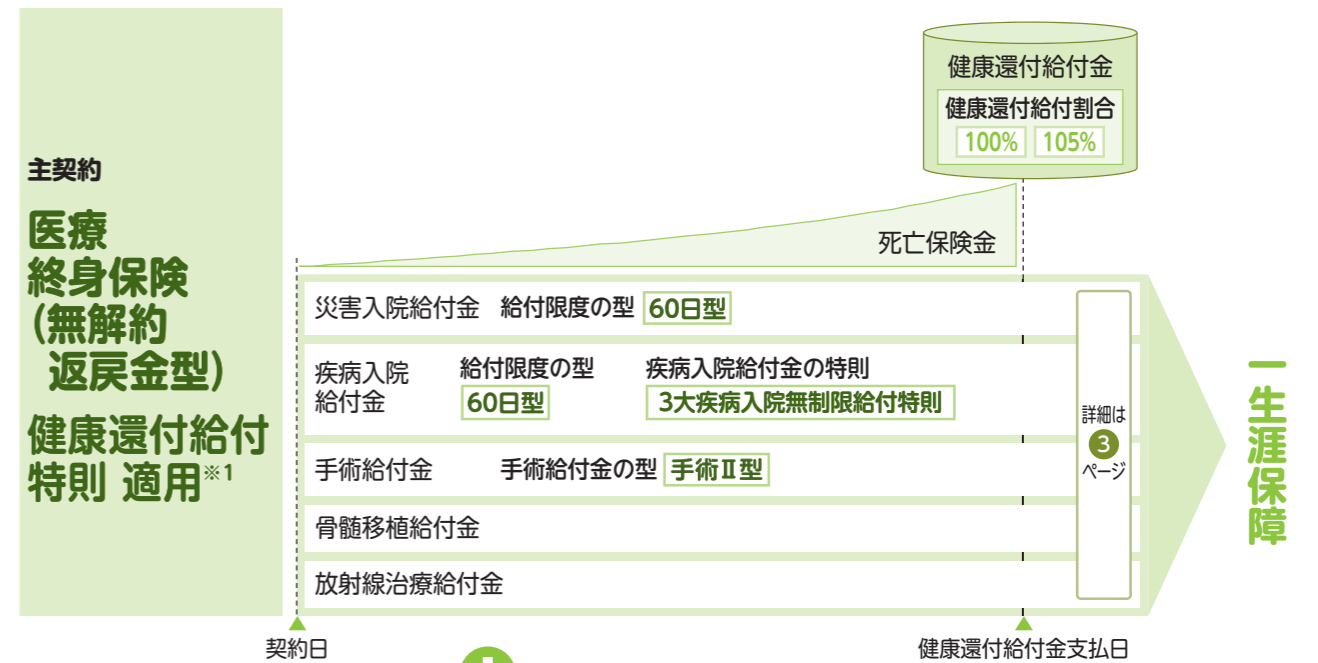 主契約
医療
終身保険
(無解約
返戻金型)
健康還付給付
特則 適用※1
健康還付給付金
健康還付給付割合
100% 105%
死亡保険金
災害入院給付金 給付限度の型 60日型
疾病入院
給付金
給付限度の型
60日型
疾病入院給付金の特則
3大疾病入院無制限給付特則
手術給付金 手術給付金の型 手術Ⅱ型
骨髄移植給付金
放射線治療給付金
詳細は
3
ページ
一生涯保障
契約日
健康還付給付金支払日